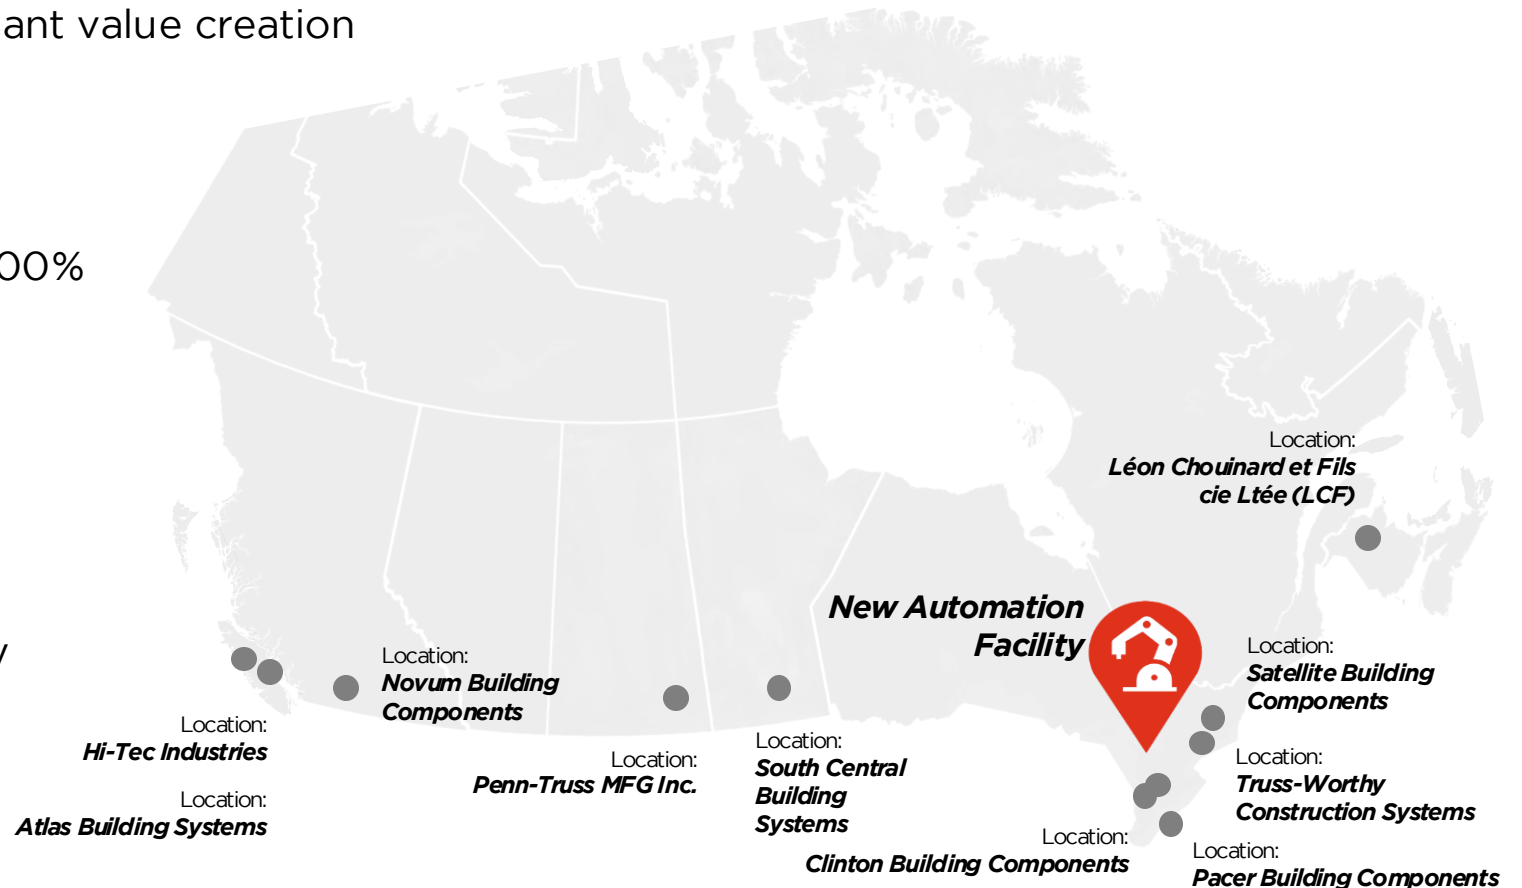 ant value creation
00%
y
Location:
Léon Chouinard et Fils
cie Ltée (LCF)
New Automation
Facility
Location:
Satellite Building
Components
Location:
Novum Building
Components
Location:
Hi-Tec Industries
Location:
Penn-Truss MFG Inc.
Location:
South Central
Building
Systems
Location:
Truss-Worthy
Construction Systems
Location:
Atlas Building Systems
Location:
Clinton Building Components
Location:
Pacer Building Components